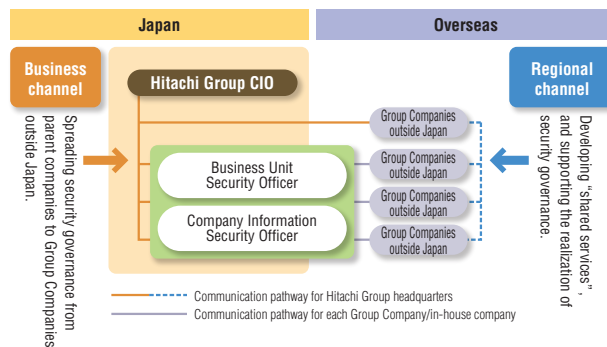 Japan
Overseas
Business
channel
Spreading security governance from
parent companies to Group Companies
outside Japan.
Hitachi Group CIO
Business Unit
Security Officer
Company Information
Security Officer
Group Companies
outside Japan
Group Companies
outside Japan
Group Companies
outside Japan
Group Companies
outside Japan
Regional
channel
Developing “shared services”,
and supporting the realization of
security governance.
Communication pathway for Hitachi Group headquarters
Communication pathway for each Group Company/in-house company